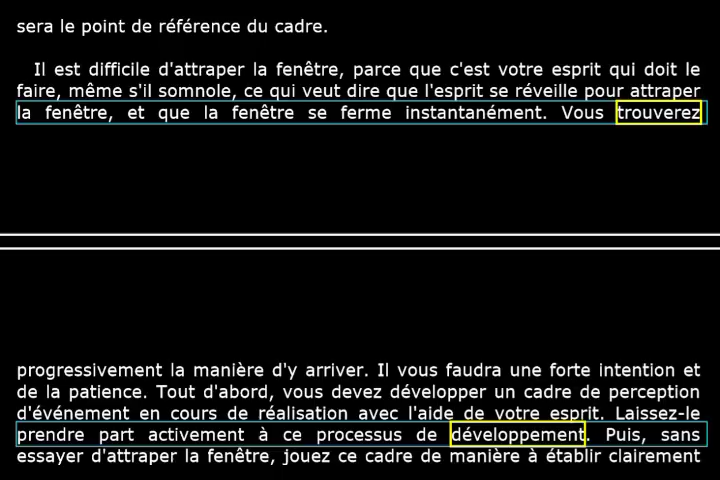 sera le point de référence du cadre.
Il est difficile d'attraper la fenêtre, parce que c'est votre esprit qui doit le
faire, même s'il somnole, ce qui veut dire que l'esprit se réveille pour attraper
la fenêtre, et que la fenêtre se ferme instantanément. Vous trouverez
progressivement la manière d'y arriver. Il vous faudra une forte intention et
de la patience. Tout d'abord, vous devez développer un cadre de perception
d'événement en cours de réalisation avec l'aide de votre esprit. Laissez-le
prendre part activement à ce processus de développement. Puis, sans
essayer d'attraper la fenêtre, jouez ce cadre de manière à établir clairement